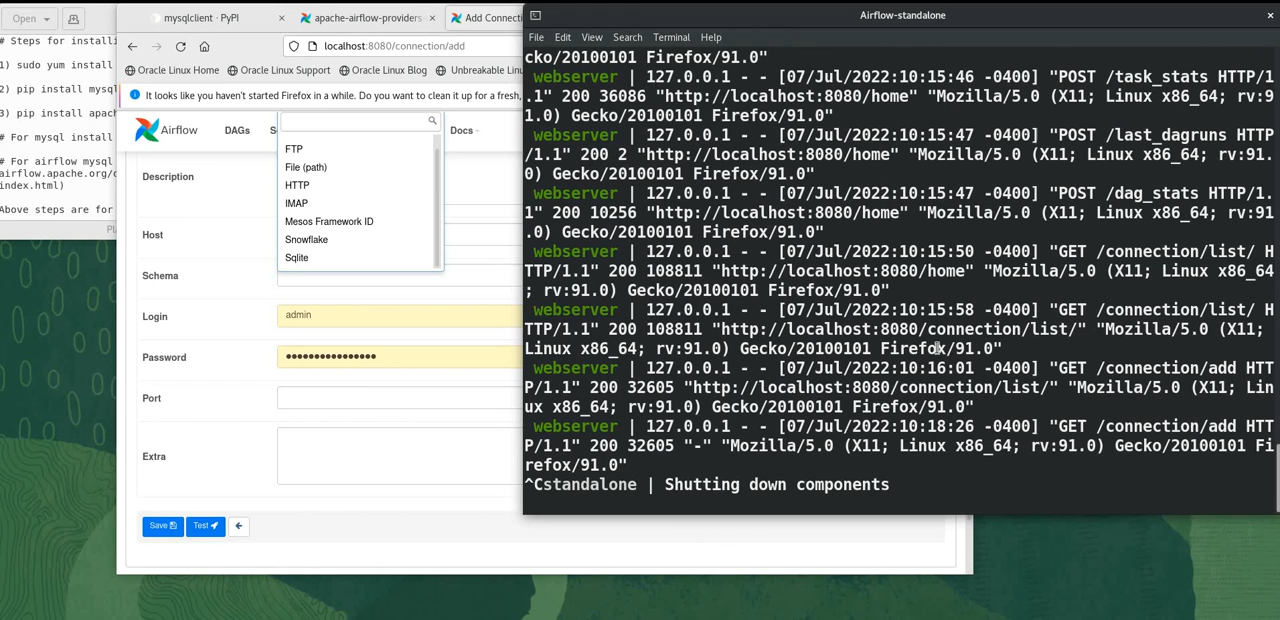 Open
# Steps for installi
1) sudo yum install
2) pip install mysq
3) pip install apac
# For mysql install
# For airflow mysql
airflow.apache.org/
index.html)
Above steps are for
mysqlclient · PyPI
apache-airflow-providers-
Add Connecti
localhost:8080/connection/add
Oracle Linux Home
Oracle Linux Support
Oracle Linux Blog
Unbreakable Lin
It looks like you haven't started Firefox in a while. Do you want to clean it up for a fresh,
Airflow
DAGs
S
Docs
FTP
File (path)
HTTP
IMAP
Mesos Framework ID
Snowflake
Sqlite
Description
Host
Schema
Login
admin
Password
••••••••••••••••
Port
Extra
Save
Test
Airflow-standalone
File Edit View Search Terminal Help
cko/20100101 Firefox/91.0"
webserver | 127.0.0.1 - - [07/Jul/2022:10:15:46 -0400] "POST /task_stats HTTP/1
.1" 200 36086 "http://localhost:8080/home" "Mozilla/5.0 (X11; Linux x86_64; rv:9
1.0) Gecko/20100101 Firefox/91.0"
webserver | 127.0.0.1 - - [07/Jul/2022:10:15:47 -0400] "POST /last_dagruns HTTP
/1.1" 200 2 "http://localhost:8080/home" "Mozilla/5.0 (X11; Linux x86_64; rv:91.
0) Gecko/20100101 Firefox/91.0"
webserver | 127.0.0.1 - - [07/Jul/2022:10:15:47 -0400] "POST /dag_stats HTTP/1.
1" 200 10256 "http://localhost:8080/home" "Mozilla/5.0 (X11; Linux x86_64; rv:91
.0) Gecko/20100101 Firefox/91.0"
webserver | 127.0.0.1 - - [07/Jul/2022:10:15:50 -0400] "GET /connection/list/ H
TTP/1.1" 200 108811 "http://localhost:8080/home" "Mozilla/5.0 (X11; Linux x86_64
; rv:91.0) Gecko/20100101 Firefox/91.0"
webserver | 127.0.0.1 - - [07/Jul/2022:10:15:58 -0400] "GET /connection/list/ H
TTP/1.1" 200 108811 "http://localhost:8080/connection/list/" "Mozilla/5.0 (X11;
Linux x86_64; rv:91.0) Gecko/20100101 Firefox/91.0"
webserver | 127.0.0.1 - - [07/Jul/2022:10:16:01 -0400] "GET /connection/add HTT
P/1.1" 200 32605 "http://localhost:8080/connection/list/" "Mozilla/5.0 (X11; Lin
ux x86_64; rv:91.0) Gecko/20100101 Firefox/91.0"
webserver | 127.0.0.1 - - [07/Jul/2022:10:18:26 -0400] "GET /connection/add HTT
P/1.1" 200 32605 "-" "Mozilla/5.0 (X11; Linux x86_64; rv:91.0) Gecko/20100101 Fi
refox/91.0"
^Cstandalone | Shutting down components